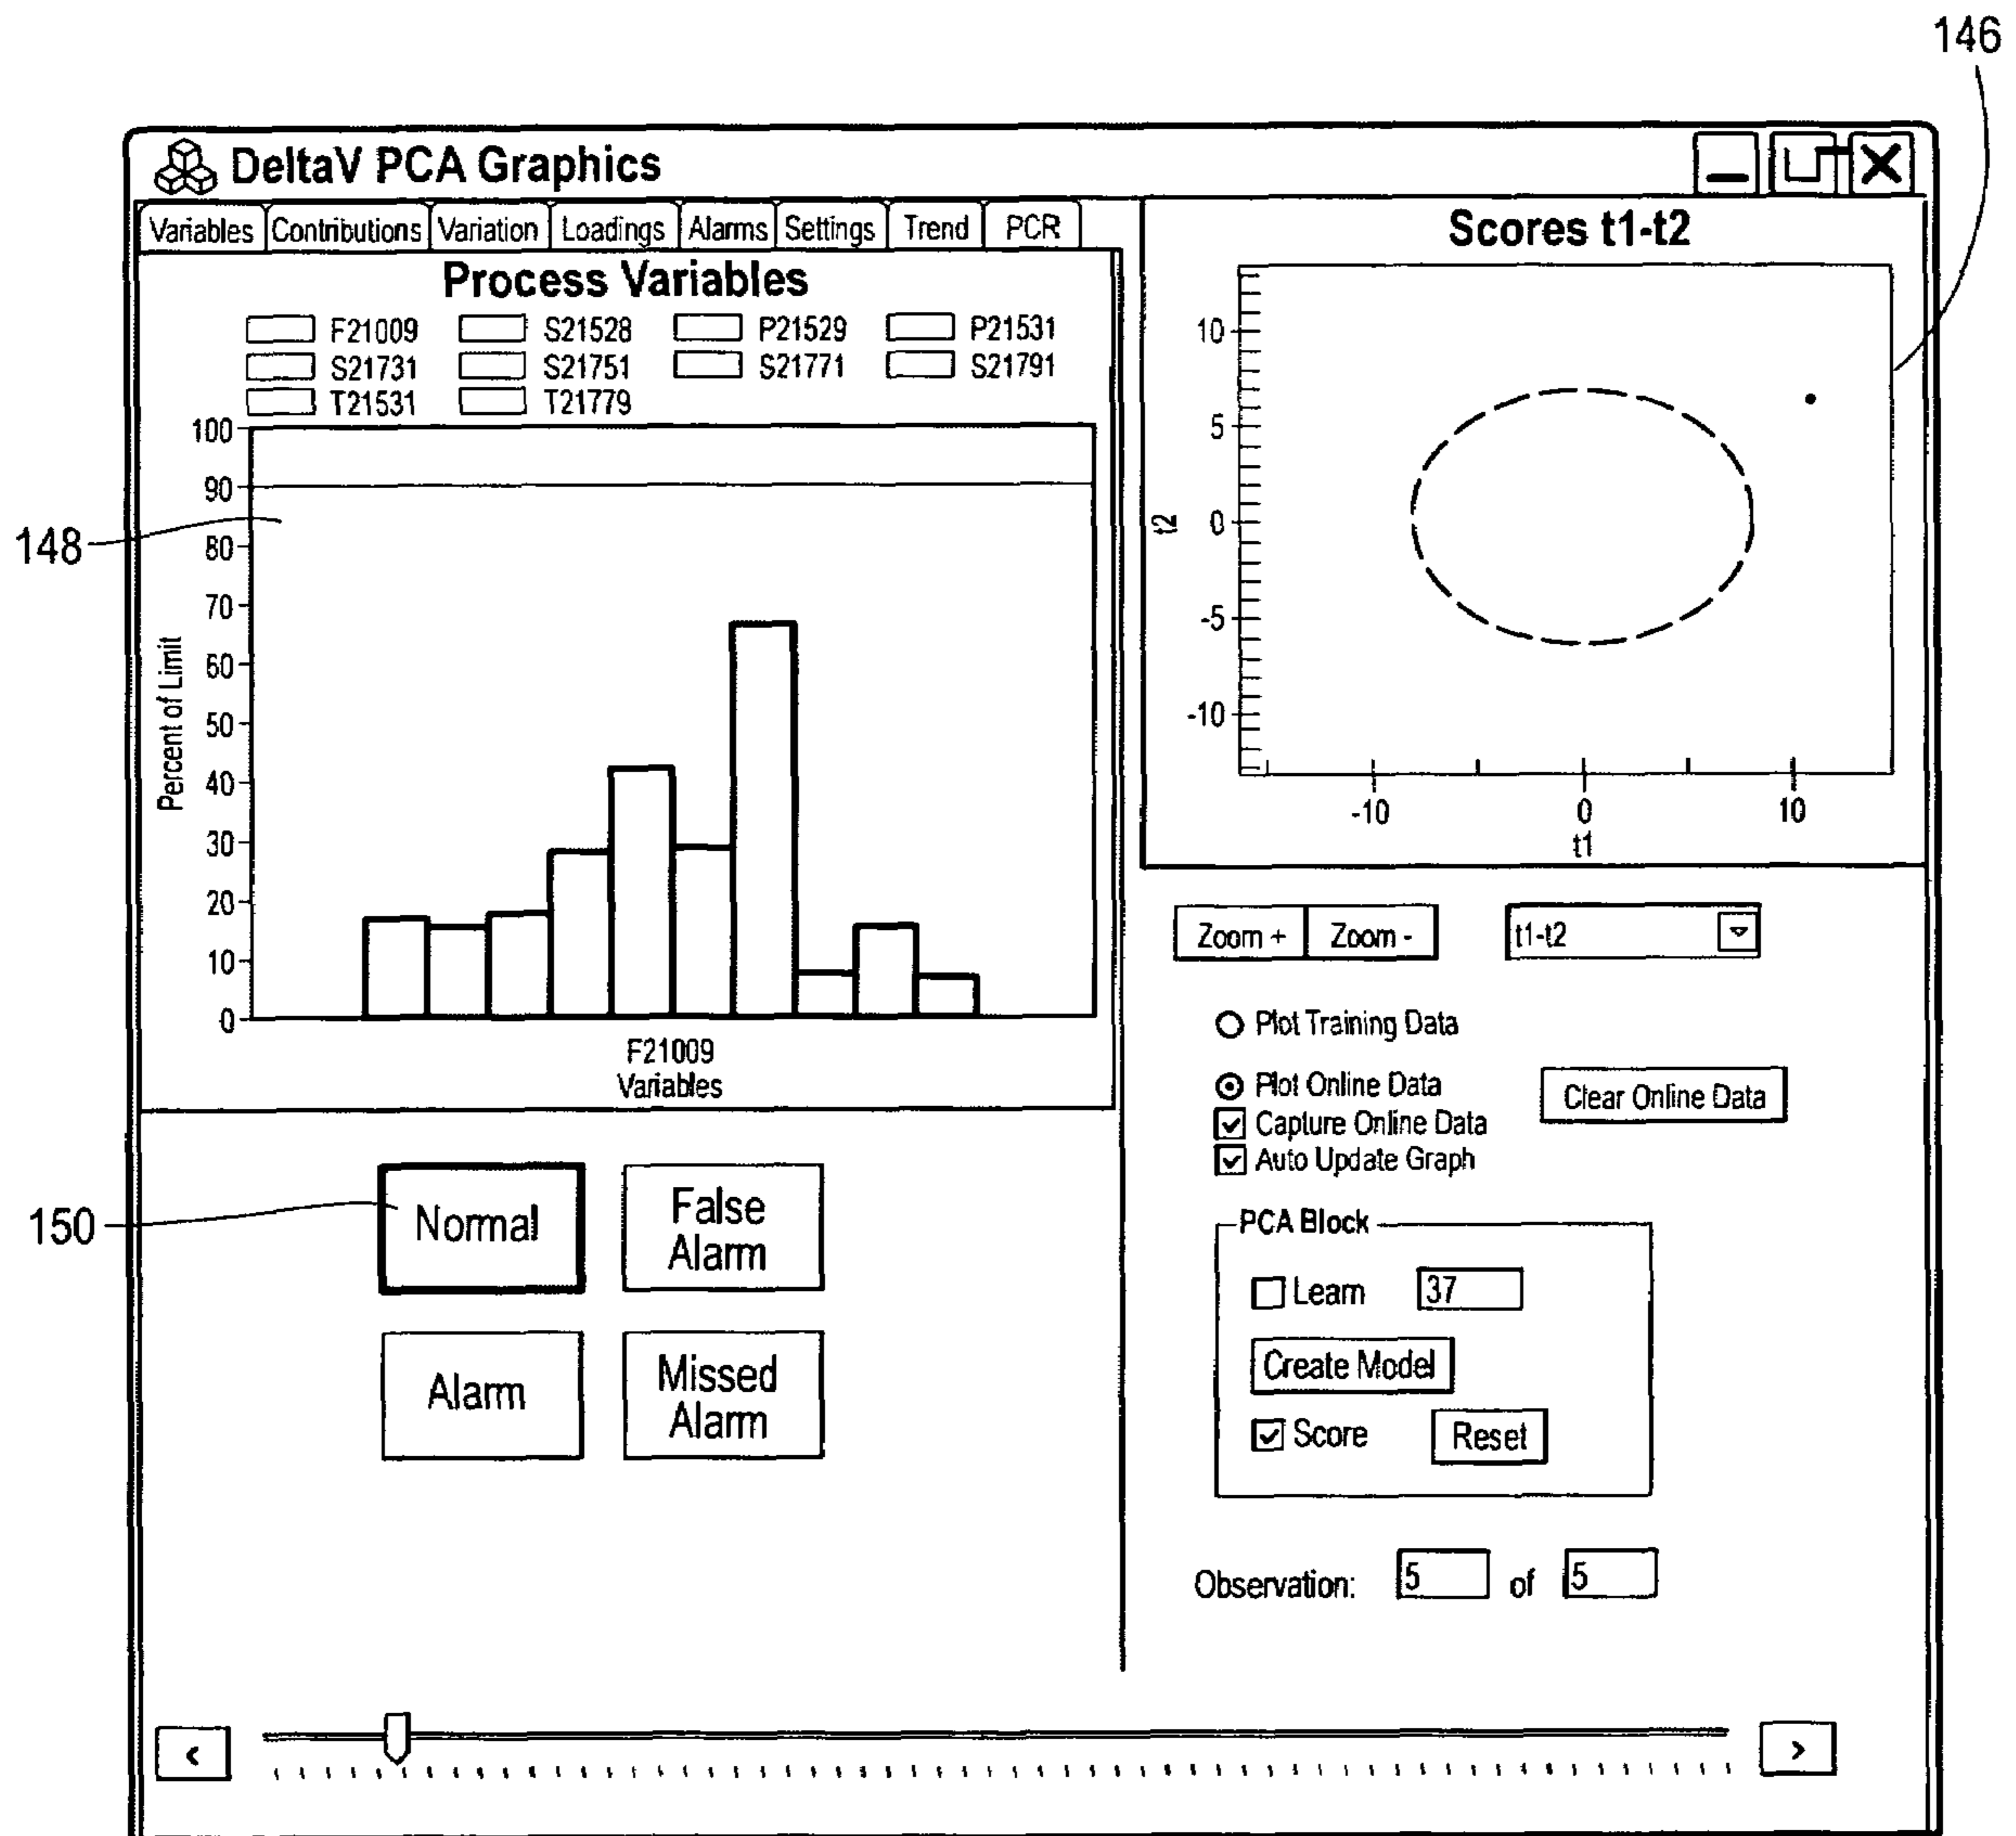 146
DeltaV PCA Graphics
Variables Contributions Variation Loadings Alarms Settings Trend PCR
Process Variables
F21009 S21528 P21529 P21531
S21731 S21751 S21771 S21791
T21531 T21779
100
90
80
70
60
50
40
30
20
10
0
Percent of Limit
F21009
Variables
148
Scores t1-t2
10
5
0
-5
-10
t2
-10 0 10
t1
Zoom + Zoom - t1-t2
Plot Training Data
Plot Online Data
Clear Online Data
Capture Online Data
Auto Update Graph
150
Normal
False
Alarm
Alarm
Missed
Alarm
PCA Block
Learn 37
Create Model
Score Reset
Observation: 5 of 5
< >